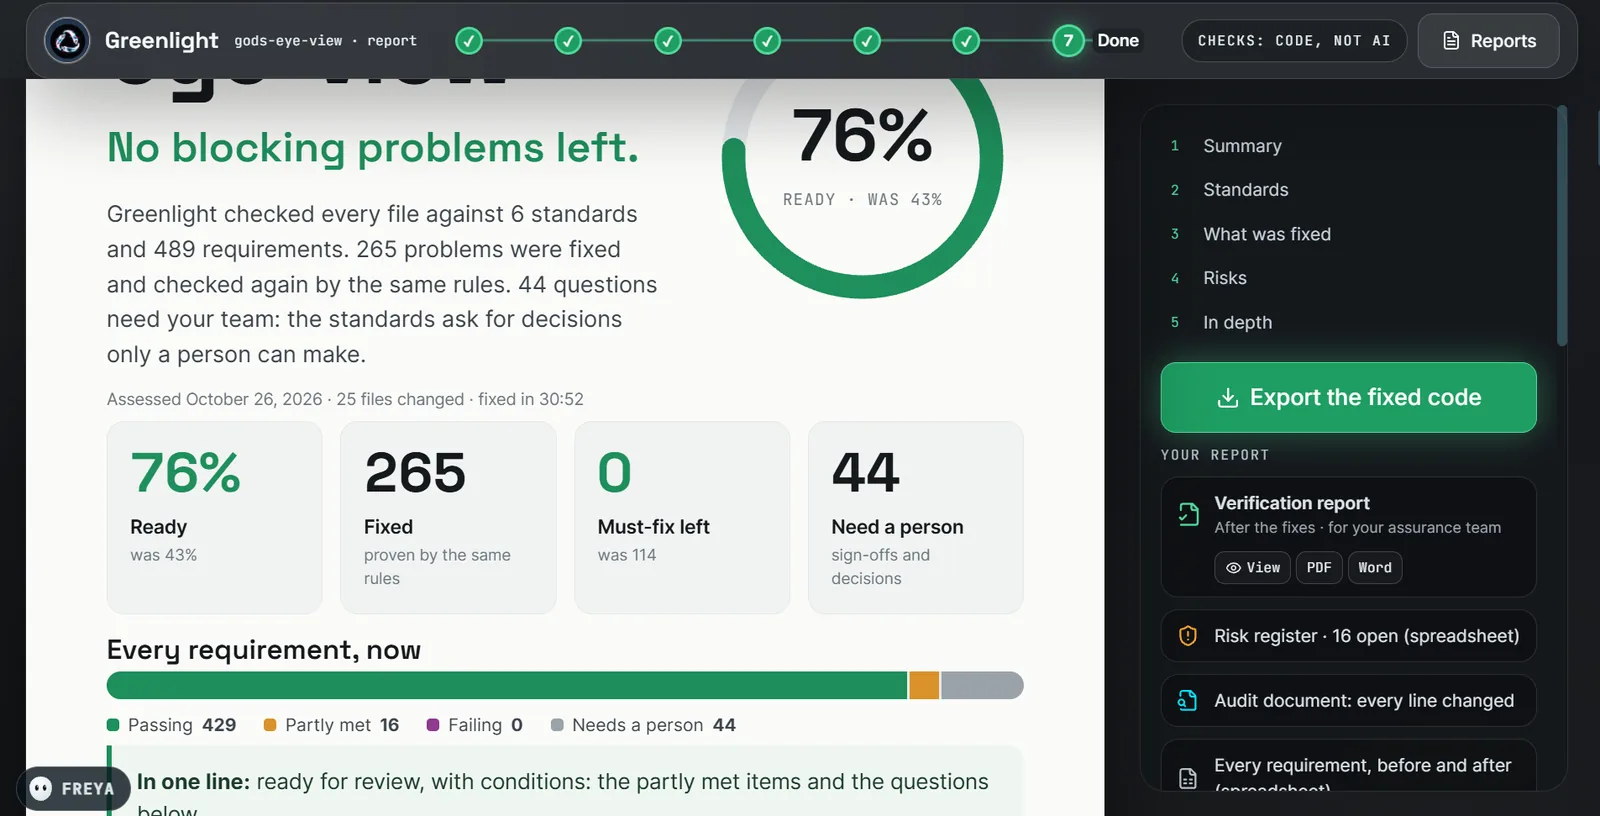 Greenlight gods-eye-view · report
7 Done
CHECKS: CODE, NOT AI
Reports
eye-view
No blocking problems left.
Greenlight checked every file against 6 standards
and 489 requirements. 265 problems were fixed
and checked again by the same rules. 44 questions
need your team: the standards ask for decisions
only a person can make.
Assessed October 26, 2026 · 25 files changed · fixed in 30:52
76%
READY · WAS 43%
76%
Ready
was 43%
265
Fixed
proven by the same
rules
0
Must-fix left
was 114
44
Need a person
sign-offs and
decisions
Every requirement, now
Passing 429 Partly met 16 Failing 0 Needs a person 44
In one line: ready for review, with conditions: the partly met items and the questions
below
FREYA
1 Summary
2 Standards
3 What was fixed
4 Risks
5 In depth
Export the fixed code
YOUR REPORT
Verification report
After the fixes · for your assurance team
View PDF Word
Risk register · 16 open (spreadsheet)
Audit document: every line changed
Every requirement, before and after
(spreadsheet)